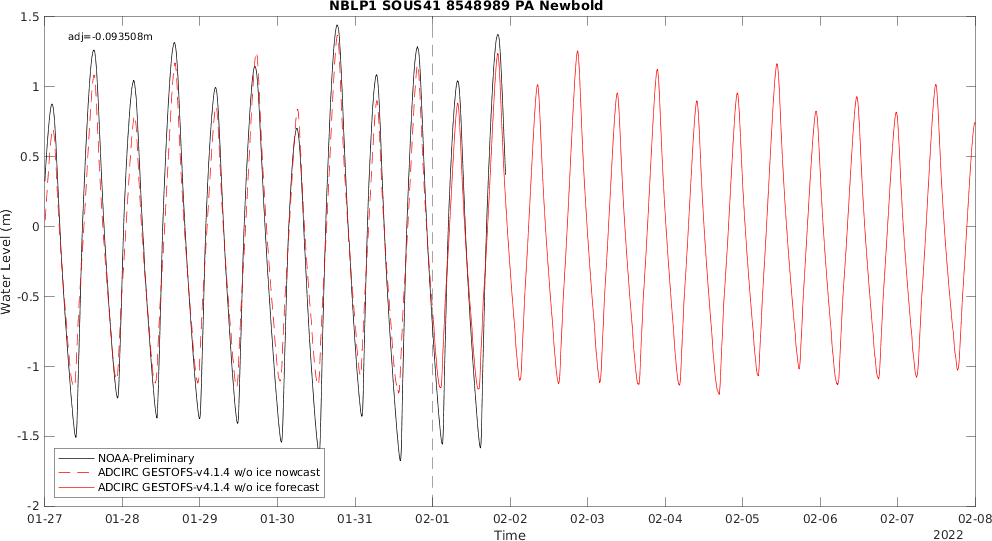 NBLP1 SOUS41 8548989 PA Newbold
adj=-0.093508m
Water Level (m)
1.5
1
0.5
0
-0.5
-1
-1.5
-2
NOAA-Preliminary
ADCIRC GESTOFS-v4.1.4 w/o ice nowcast
ADCIRC GESTOFS-v4.1.4 w/o ice forecast
01-27 01-28 01-29 01-30 01-31 02-01 02-02 02-03 02-04 02-05 02-06 02-07 02-08
Time
2022